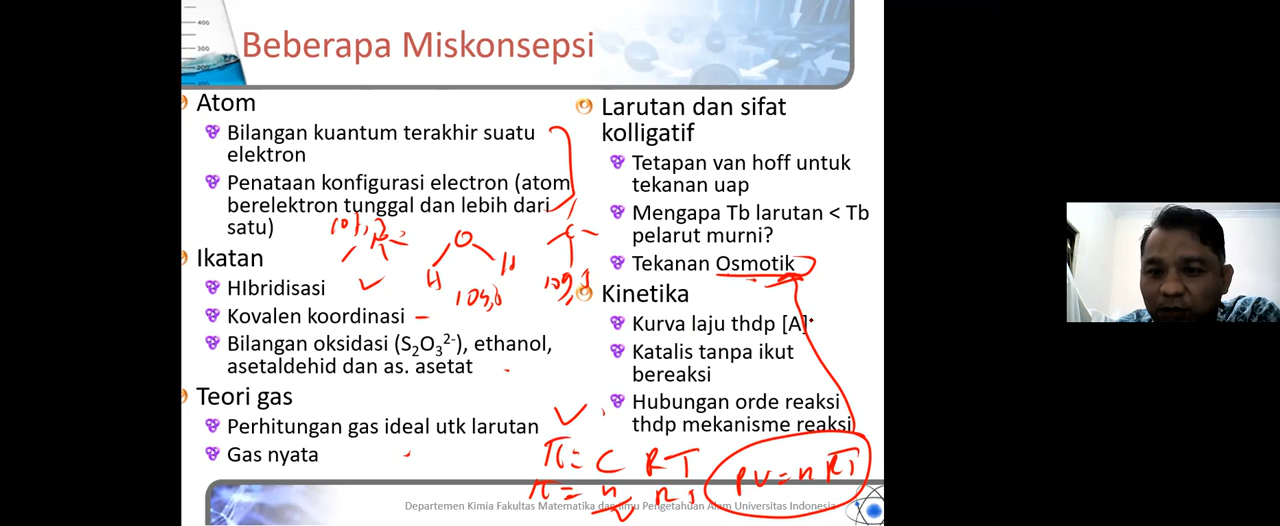 Beberapa Miskonsepsi
Atom
Bilangan kuantum terakhir suatu
elektron
Penataan konfigurasi electron (atom
berelektron tunggal dan lebih dari
satu)
Ikatan
HIbridisasi
Kovalen koordinasi
Bilangan oksidasi (S₂O₃²⁻), ethanol,
asetaldehid dan as. asetat
Teori gas
Perhitungan gas ideal utk larutan
Gas nyata
Larutan dan sifat
kolligatif
Tetapan van hoff untuk
tekanan uap
Mengapa Tb larutan < Tb
pelarut murni?
Tekanan Osmotik
Kinetika
Kurva laju thdp [A]
Katalis tanpa ikut
bereaksi
Hubungan orde reaksi
thdp mekanisme reaksi
O
H
π = C RT
PV = n RT
Departemen Kimia Fakultas Matematika dan Ilmu Pengetahuan Alam Universitas Indonesia
400
300